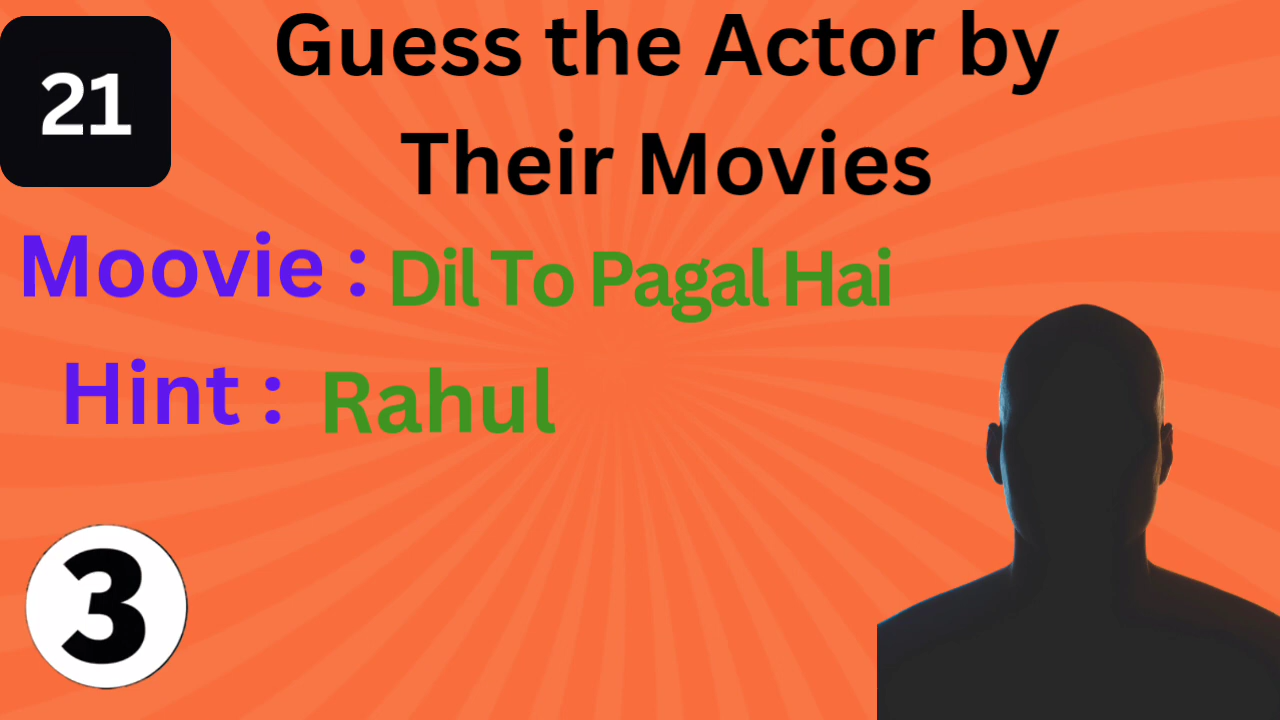 21
Guess the Actor by
Their Movies
Moovie : Dil To Pagal Hai
Hint : Rahul
3